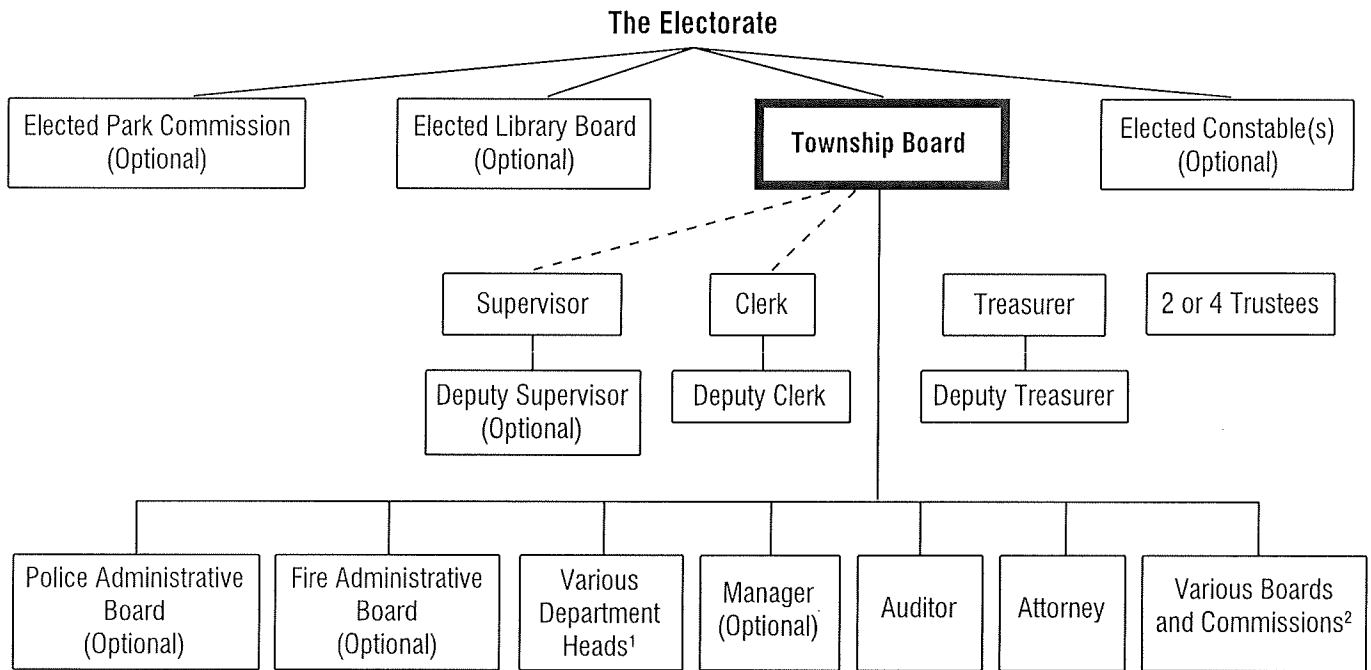 The Electorate
Elected Park Commission
(Optional)
Elected Library Board
(Optional)
Township Board
Elected Constable(s)
(Optional)
Supervisor
Clerk
Treasurer
2 or 4 Trustees
Deputy Supervisor
(Optional)
Deputy Clerk
Deputy Treasurer
Police Administrative
Board
(Optional)
Fire Administrative
Board
(Optional)
Various
Department
Heads¹
Manager
(Optional)
Auditor
Attorney
Various Boards
and Commissions²